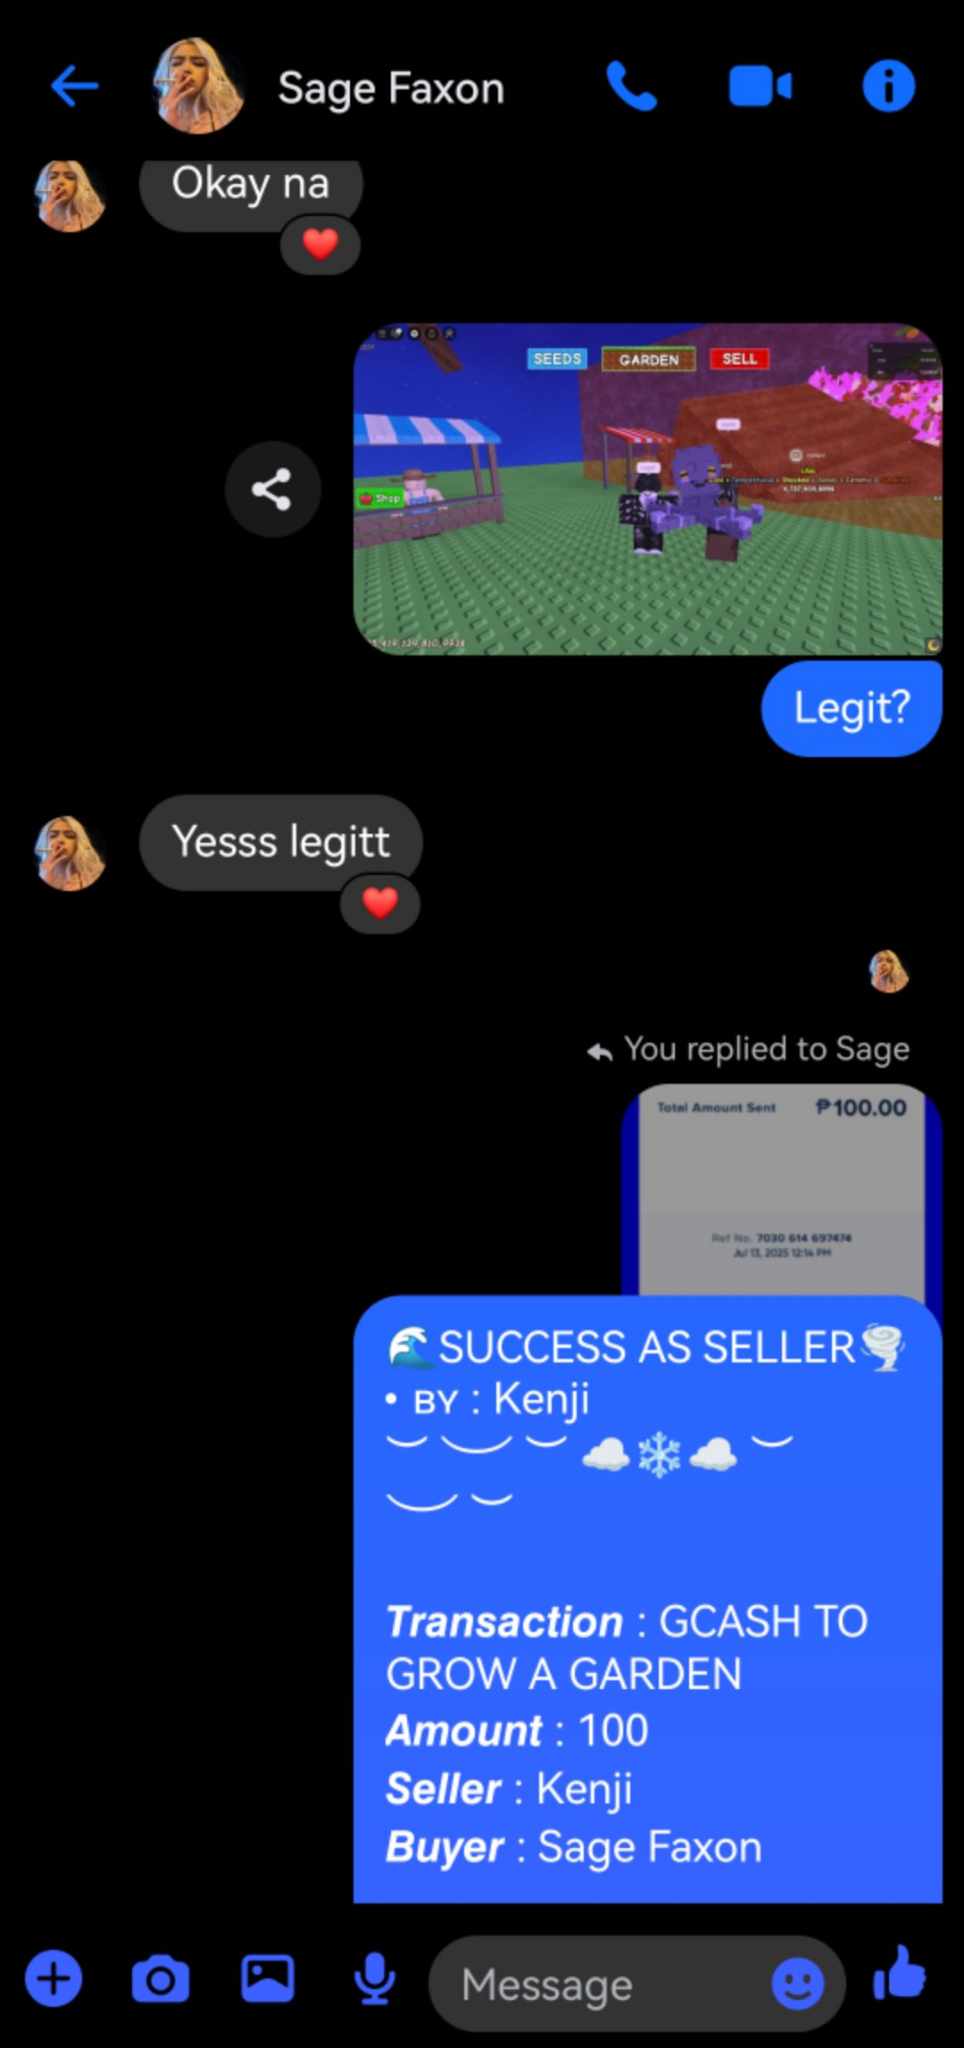 Sage Faxon
Okay na
❤️
SEEDS
GARDEN
SELL
Shop
Legit?
Yesss legitt
❤️
You replied to Sage
Total Amount Sent ₱100.00
Ref No. 7030 614 697474
Jul 13, 2025 12:14 PM
🌊SUCCESS AS SELLER🌪️
• ʙʏ : Kenji
︶ ⏝ ︶ ☁️❄️☁️ ︶
⏝ ︶
Transaction : GCASH TO
GROW A GARDEN
Amount : 100
Seller : Kenji
Buyer : Sage Faxon
Message